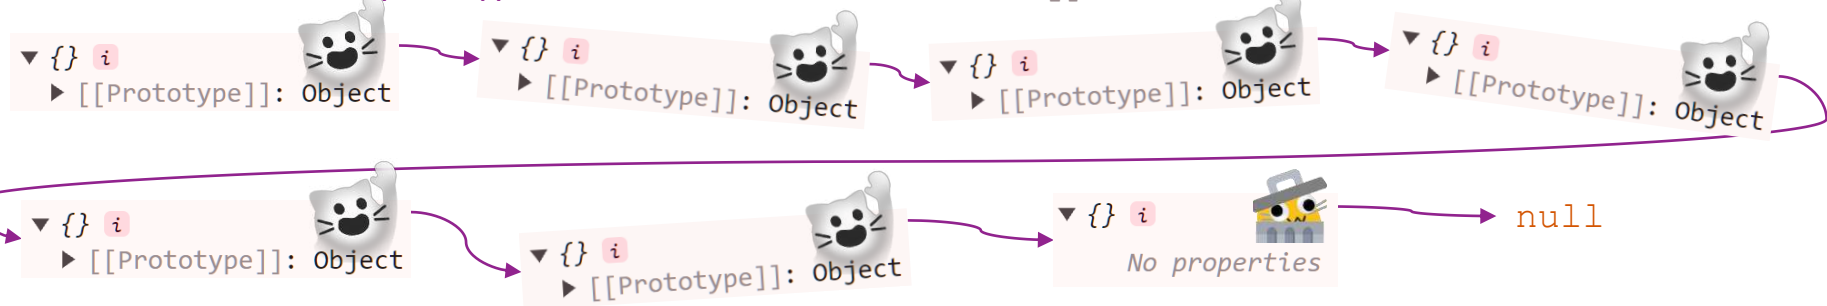 ▼ {} i
▶ [[Prototype]]: Object
▼ {} i
▶ [[Prototype]]: Object
▼ {} i
▶ [[Prototype]]: Object
▼ {} i
▶ [[Prototype]]: Object
▼ {} i
▶ [[Prototype]]: Object
▼ {} i
▶ [[Prototype]]: Object
▼ {} i
No properties
null